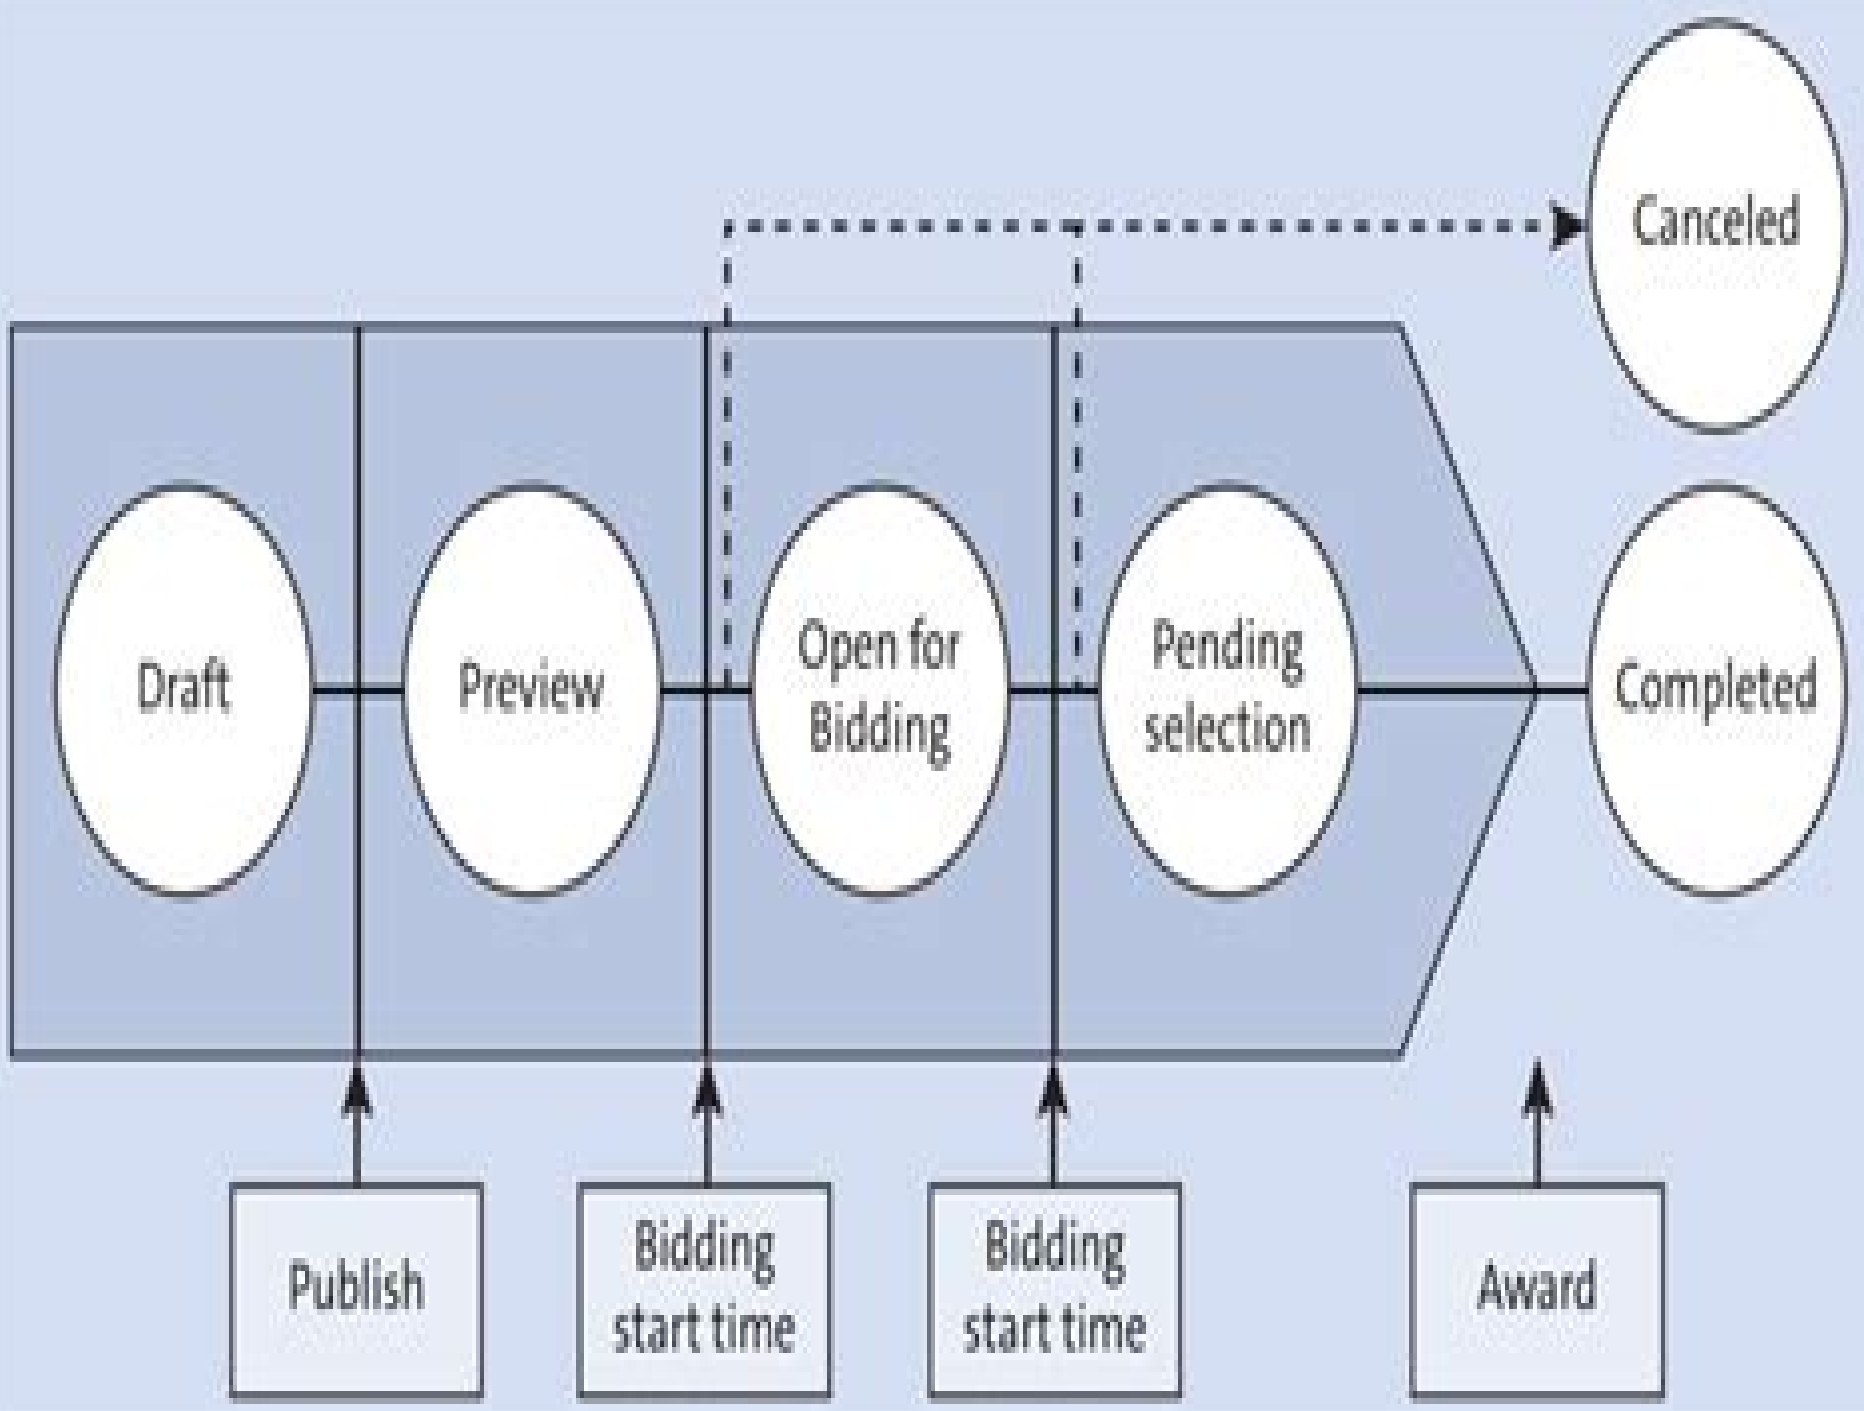 Canceled
Draft
Preview
Open for
Bidding
Pending
selection
Completed
Publish
Bidding
start time
Bidding
start time
Award